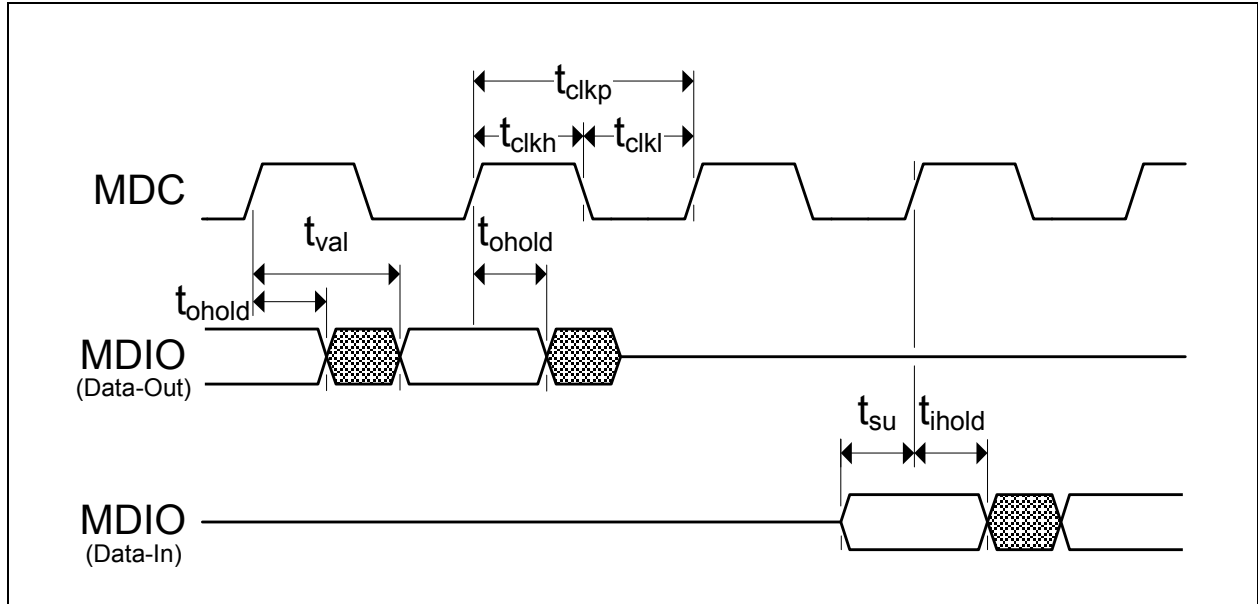 tclkp
tclkh
tclkl
MDC
tval
tohold
tohold
MDIO
(Data-Out)
tsu
tihold
MDIO
(Data-In)